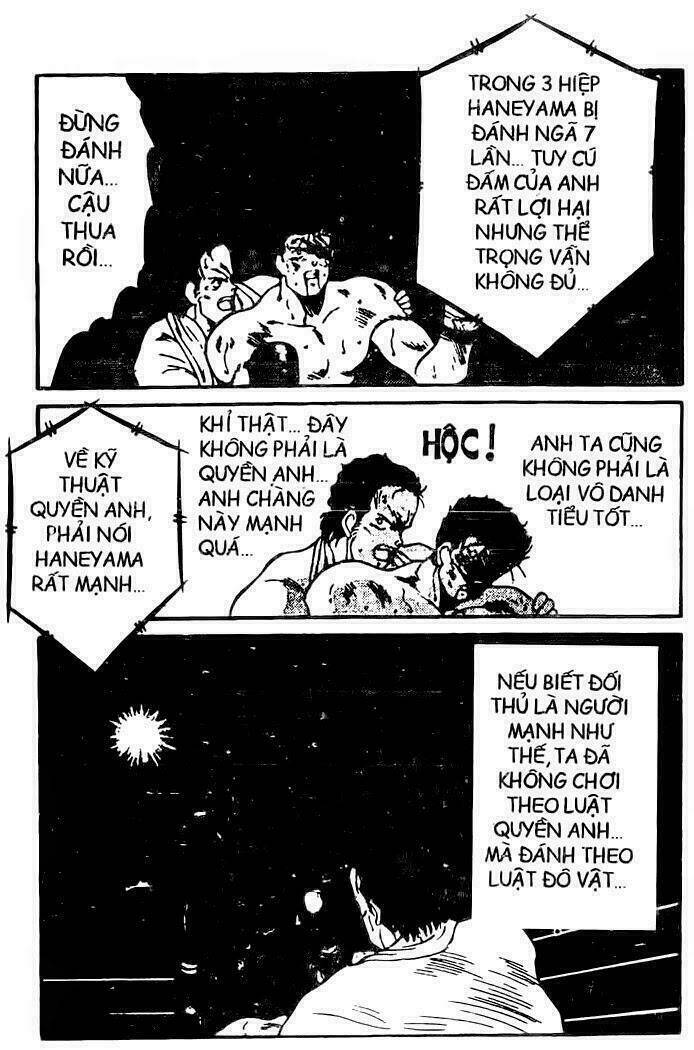 TRONG 3 HIỆP
HANEYAMA BỊ
ĐÁNH NGÃ 7
LẦN... TUY CÚ
ĐẤM CỦA ANH
RẤT LỢI HẠI
NHƯNG THỂ
TRỌNG VẪN
KHÔNG ĐỦ...
ĐỪNG
ĐÁNH
NỮA...
CẬU
THUA
RỒI...
ANH TA CŨNG
KHÔNG PHẢI LÀ
LOẠI VÔ DANH
TIỂU TỐT...
HỘC!
KHỈ THẬT... ĐÂY
KHÔNG PHẢI LÀ
QUYỀN ANH...
ANH CHÀNG
NÀY MẠNH
QUÁ...
VỀ KỸ
THUẬT
QUYỀN ANH,
PHẢI NÓI
HANEYAMA
RẤT MẠNH...
NẾU BIẾT ĐỐI
THỦ LÀ NGƯỜI
MẠNH NHƯ
THẾ, TA ĐÃ
KHÔNG CHƠI
THEO LUẬT
QUYỀN ANH...
MÀ ĐÁNH THEO
LUẬT ĐÔ VẬT...